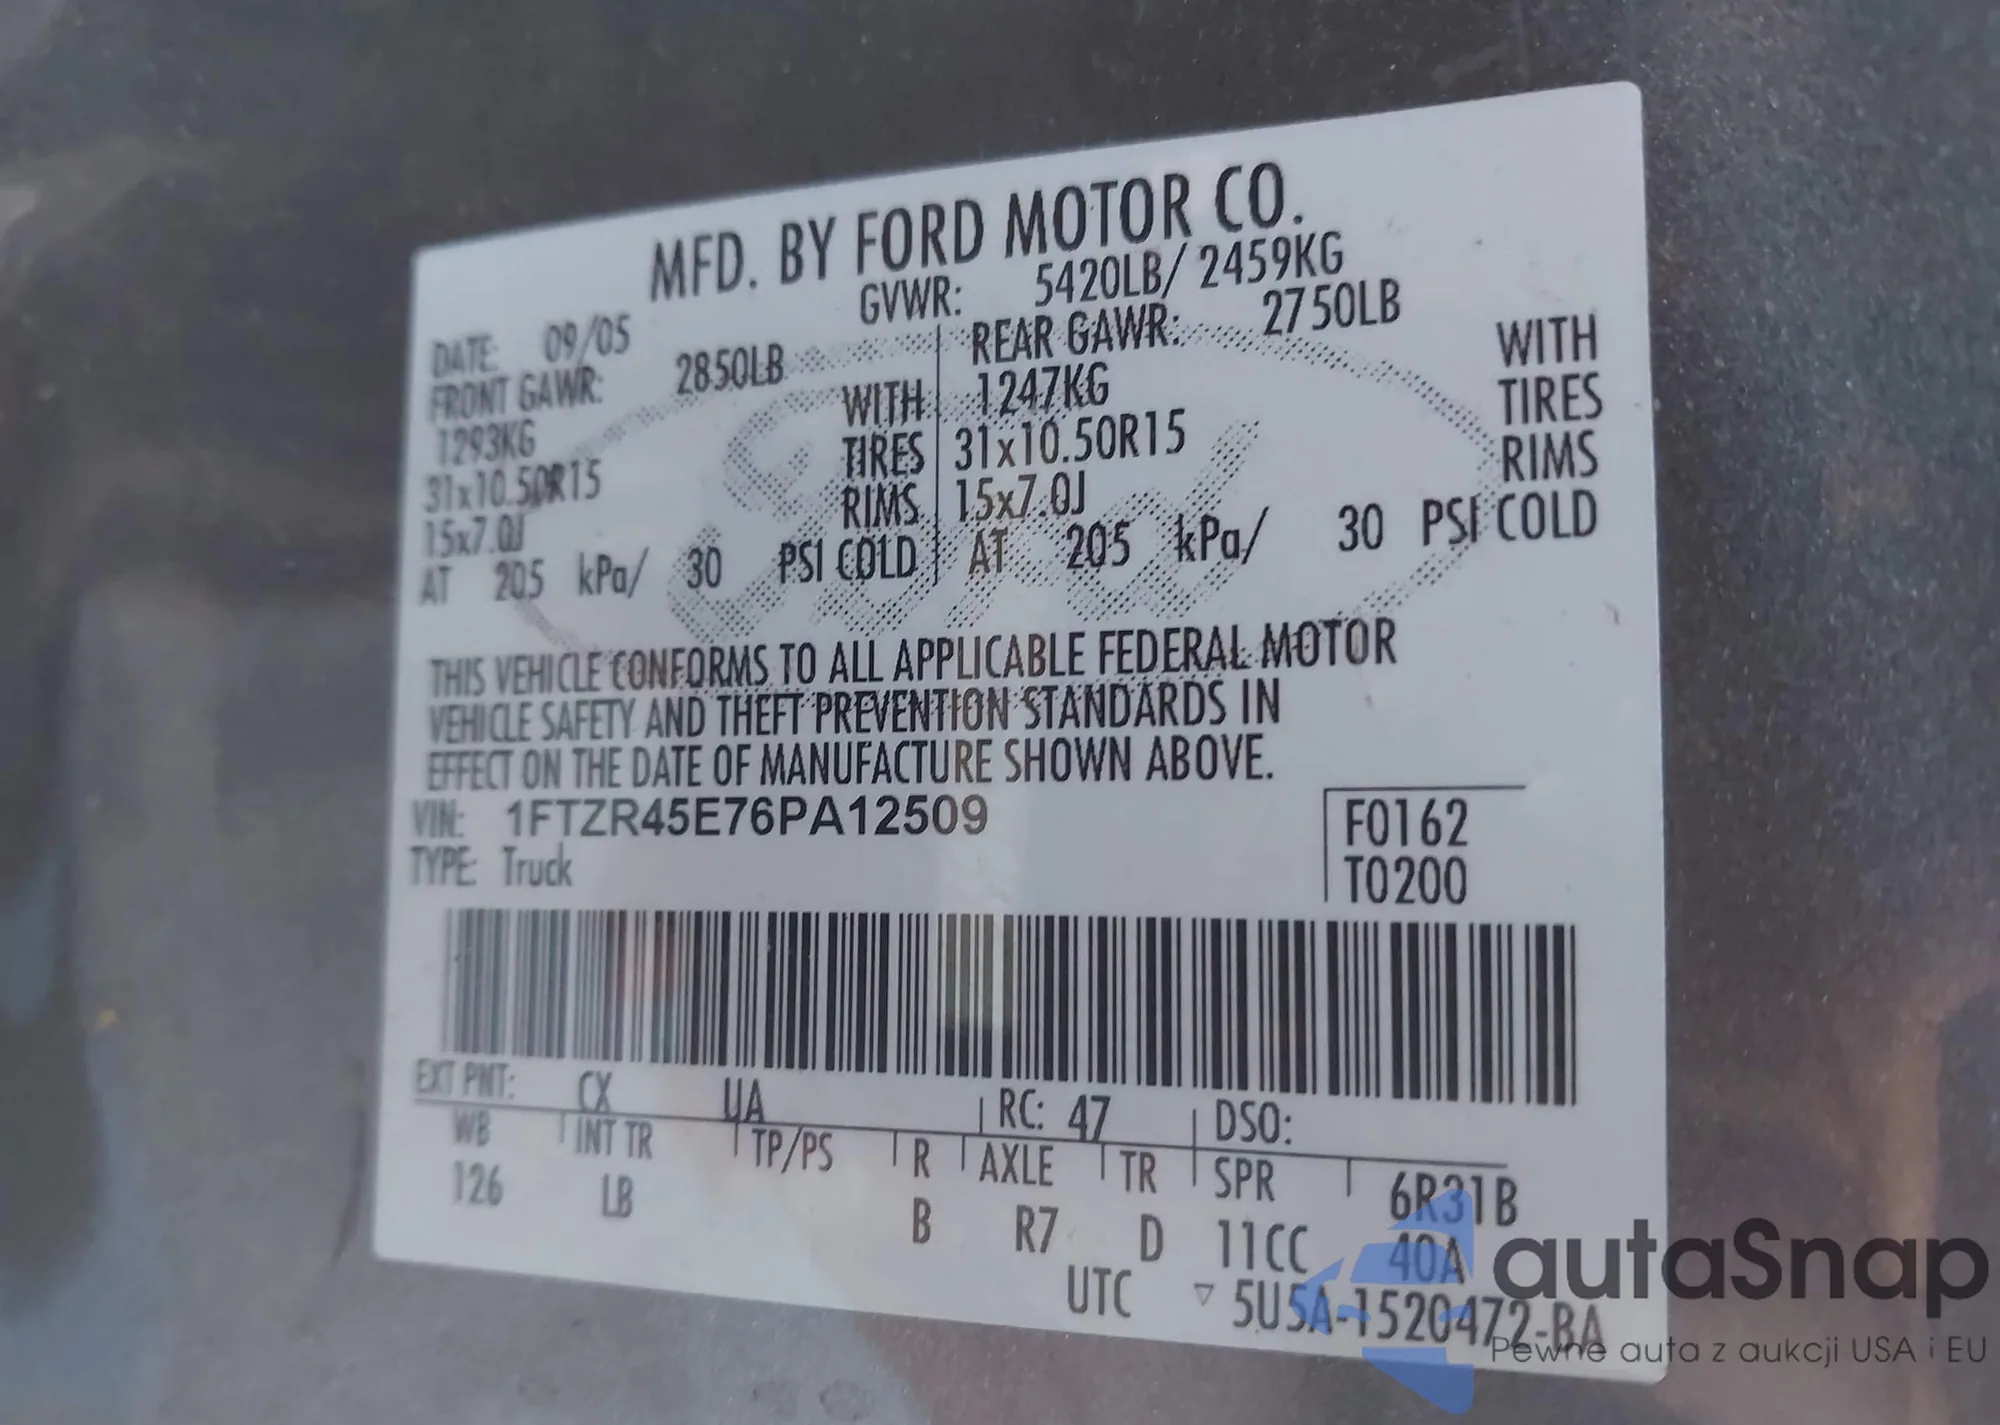 MFD. BY FORD MOTOR CO.
DATE: 09/05 GVWR: 5420LB/ 2459KG
FRONT GAWR: 2850LB REAR GAWR: 2750LB
1293KG WITH 1247KG WITH
31x10.50R15 TIRES 31x10.50R15 TIRES
15x7.0J RIMS 15x7.0J RIMS
AT 205 kPa/ 30 PSI COLD AT 205 kPa/ 30 PSI COLD
THIS VEHICLE CONFORMS TO ALL APPLICABLE FEDERAL MOTOR
VEHICLE SAFETY AND THEFT PREVENTION STANDARDS IN
EFFECT ON THE DATE OF MANUFACTURE SHOWN ABOVE.
VIN: 1FTZR45E76PA12509 F0162
TYPE: Truck T0200
EXT PNT: CX UA RC: 47 DSO:
WB INT TR TP/PS R AXLE TR SPR 6R31B
126 LB B R7 D 11CC 40A
UTC ▽ 5U5A-1520472-BA
autaSnap
Pewne auta z aukcji USA i EU